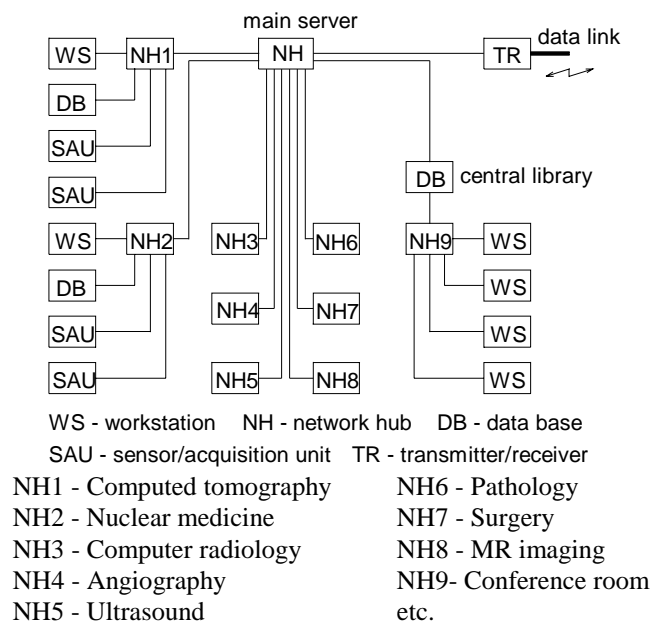 main server
data link
WS NH1 NH TR
DB
SAU
DB central library
SAU
WS NH2 NH3 NH6 NH9 WS
DB WS
NH4 NH7
SAU WS
SAU NH5 NH8 WS
WS - workstation NH - network hub DB - data base
SAU - sensor/acquisition unit TR - transmitter/receiver
NH1 - Computed tomography
NH2 - Nuclear medicine
NH3 - Computer radiology
NH4 - Angiography
NH5 - Ultrasound
NH6 - Pathology
NH7 - Surgery
NH8 - MR imaging
NH9- Conference room
etc.